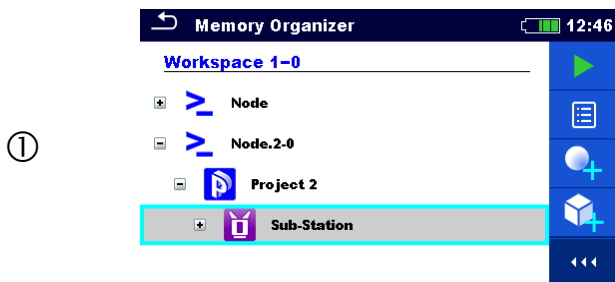 Memory Organizer 12:46
Workspace 1-0
Node
①
Node.2-0
Project 2
Sub-Station